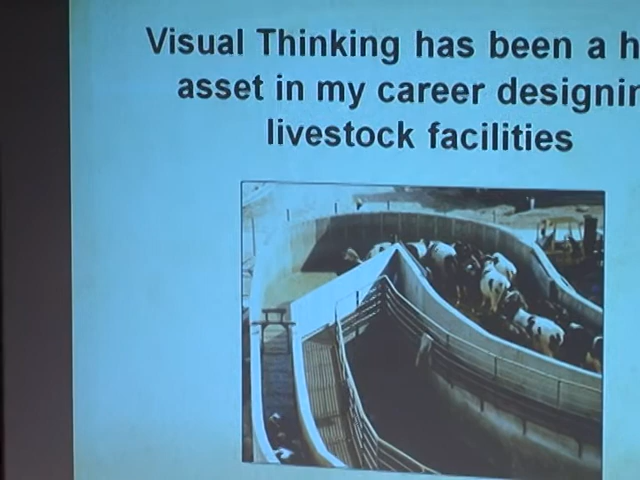 Visual Thinking has been a h
asset in my career designin
livestock facilities